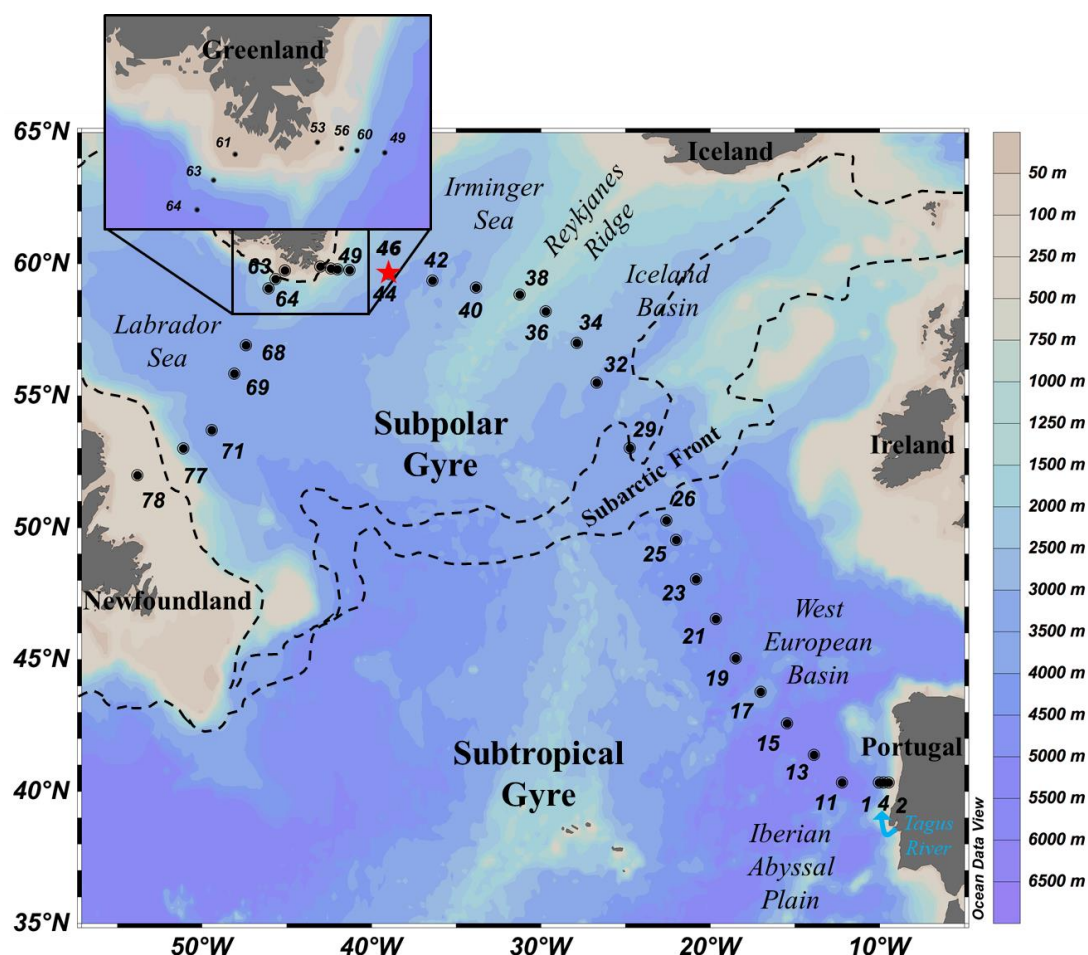 Greenland
53
56
60
49
61
63
64
65°N
60°N
55°N
50°N
45°N
40°N
35°N
Iceland
Irminger
Sea
Reykjanes
Ridge
Iceland
Basin
63
64
49
46
44
42
40
38
36
34
32
29
26
25
23
21
19
17
15
13
11
1
4
2
Labrador
Sea
68
69
71
77
78
Subpolar
Gyre
Subarctic Front
Ireland
Newfoundland
West
European
Basin
Subtropical
Gyre
Portugal
Tagus
River
Iberian
Abyssal
Plain
50°W
40°W
30°W
20°W
10°W
Ocean Data View
50 m
100 m
250 m
500 m
750 m
1000 m
1250 m
1500 m
2000 m
2500 m
3000 m
3500 m
4000 m
4500 m
5000 m
5500 m
6000 m
6500 m